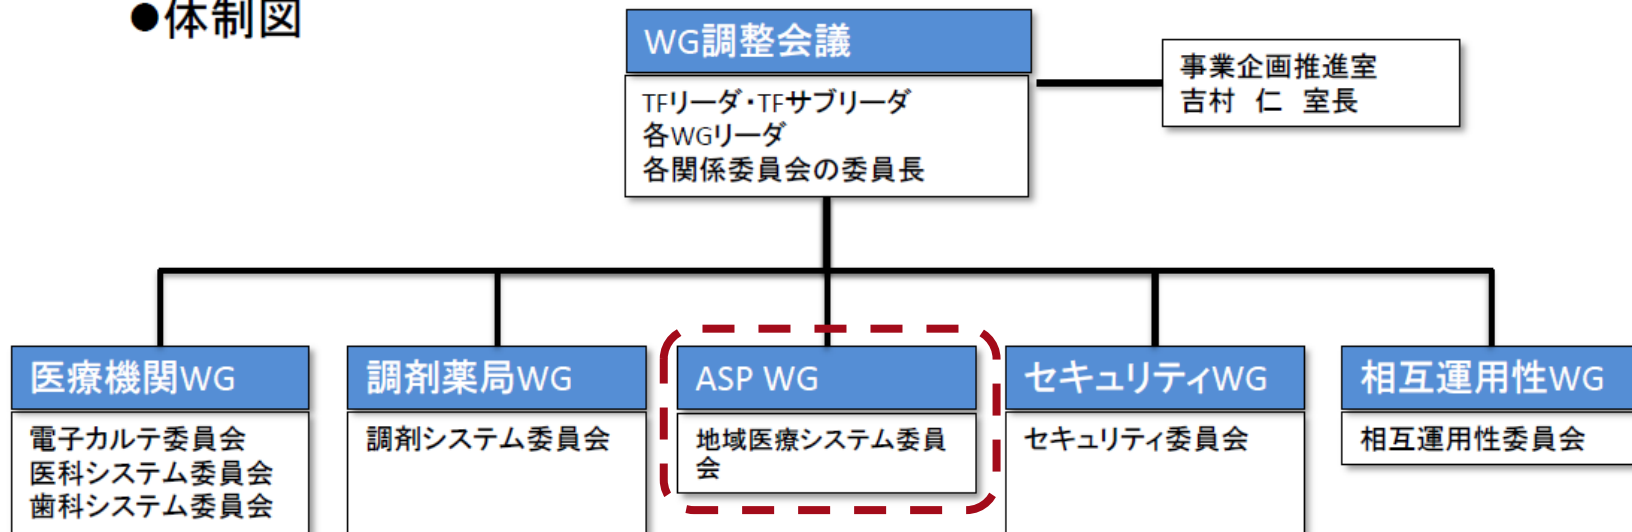 ●体制図
WG調整会議
TFリーダ・TFサブリーダ
各WGリーダ
各関係委員会の委員長
事業企画推進室
吉村 仁 室長
医療機関WG
電子カルテ委員会
医科システム委員会
歯科システム委員会
調剤薬局WG
調剤システム委員会
ASP WG
地域医療システム委員
会
セキュリティWG
セキュリティ委員会
相互運用性WG
相互運用性委員会